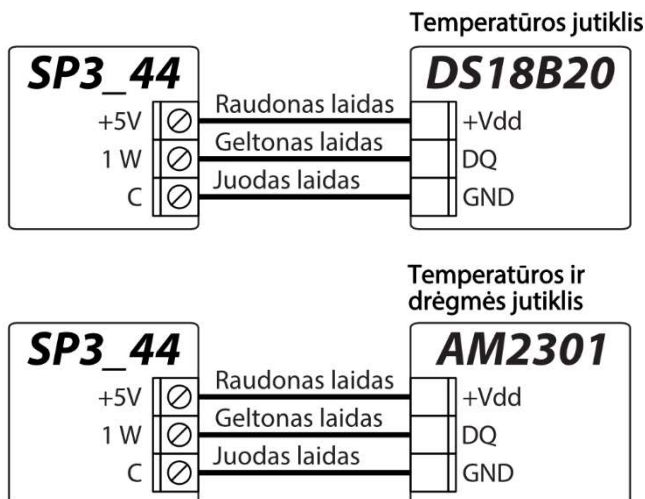 Temperatūros jutiklis
SP3_44
DS18B20
+5V
Raudonas laidas
+Vdd
1 W
Geltonas laidas
DQ
C
Juodas laidas
GND
Temperatūros ir
drėgmės jutiklis
SP3_44
AM2301
+5V
Raudonas laidas
+Vdd
1 W
Geltonas laidas
DQ
C
Juodas laidas
GND